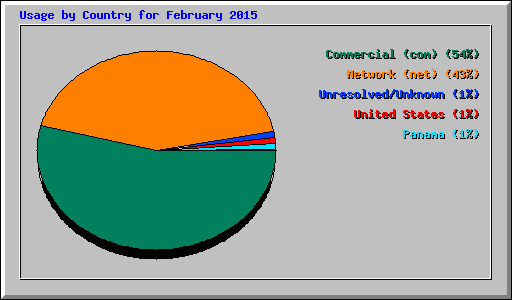 Usage by Country for February 2015
Commercial (com) (54%)
Network (net) (43%)
Unresolved/Unknown (1%)
United States (1%)
Panama (1%)